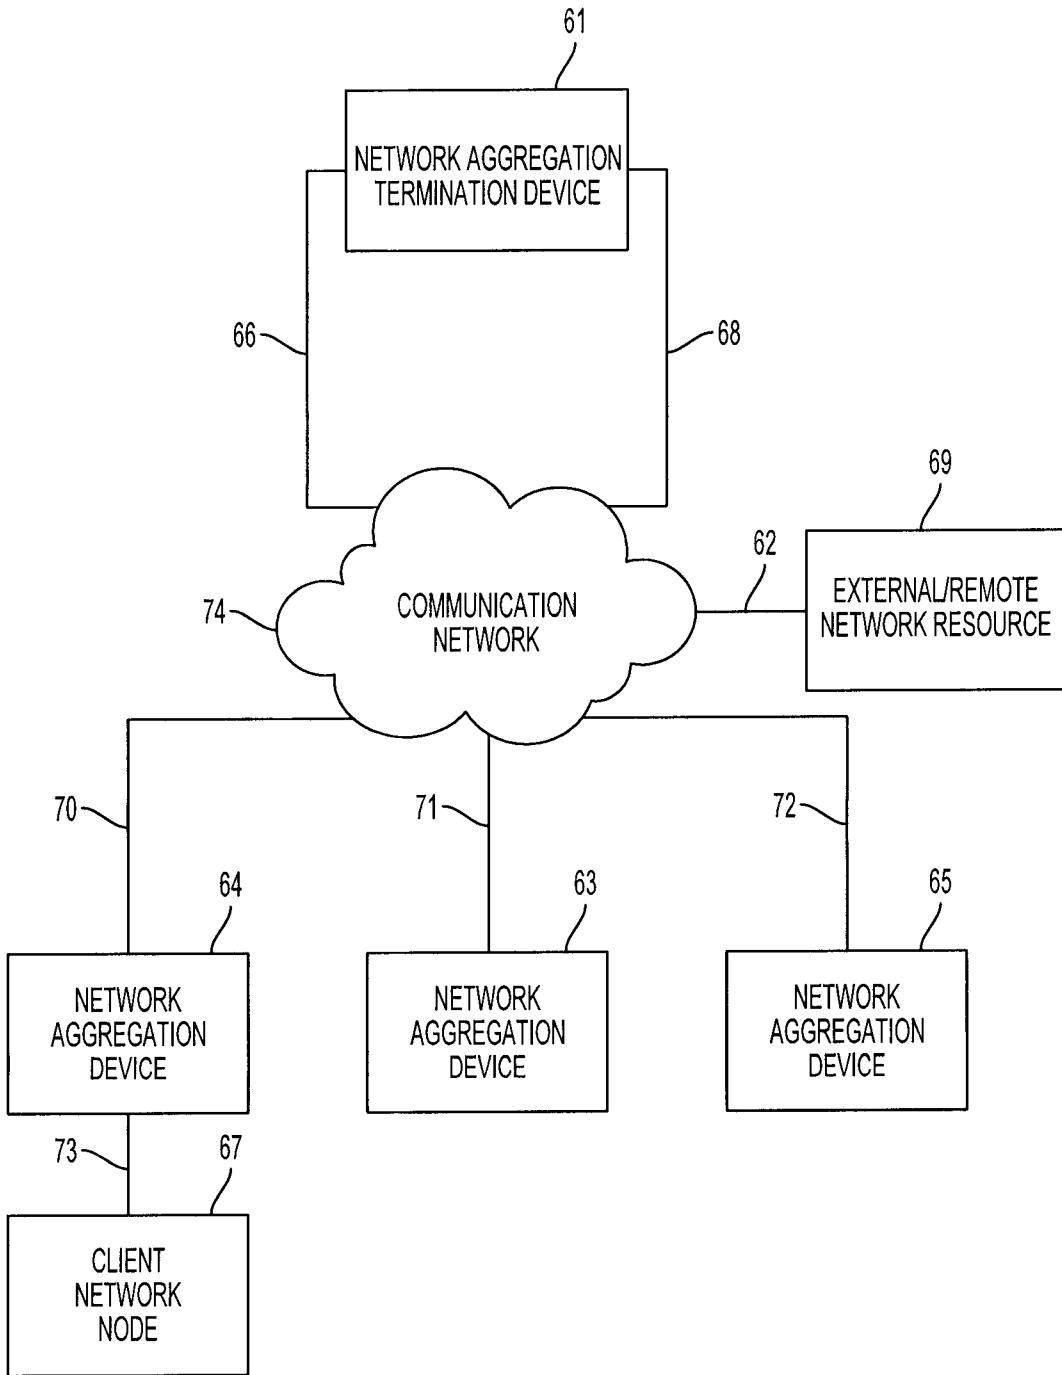 61
NETWORK AGGREGATION
TERMINATION DEVICE
66
68
69
62
EXTERNAL/REMOTE
NETWORK RESOURCE
74
COMMUNICATION
NETWORK
70
71
72
64
63
65
NETWORK
AGGREGATION
DEVICE
NETWORK
AGGREGATION
DEVICE
NETWORK
AGGREGATION
DEVICE
73
67
CLIENT
NETWORK
NODE